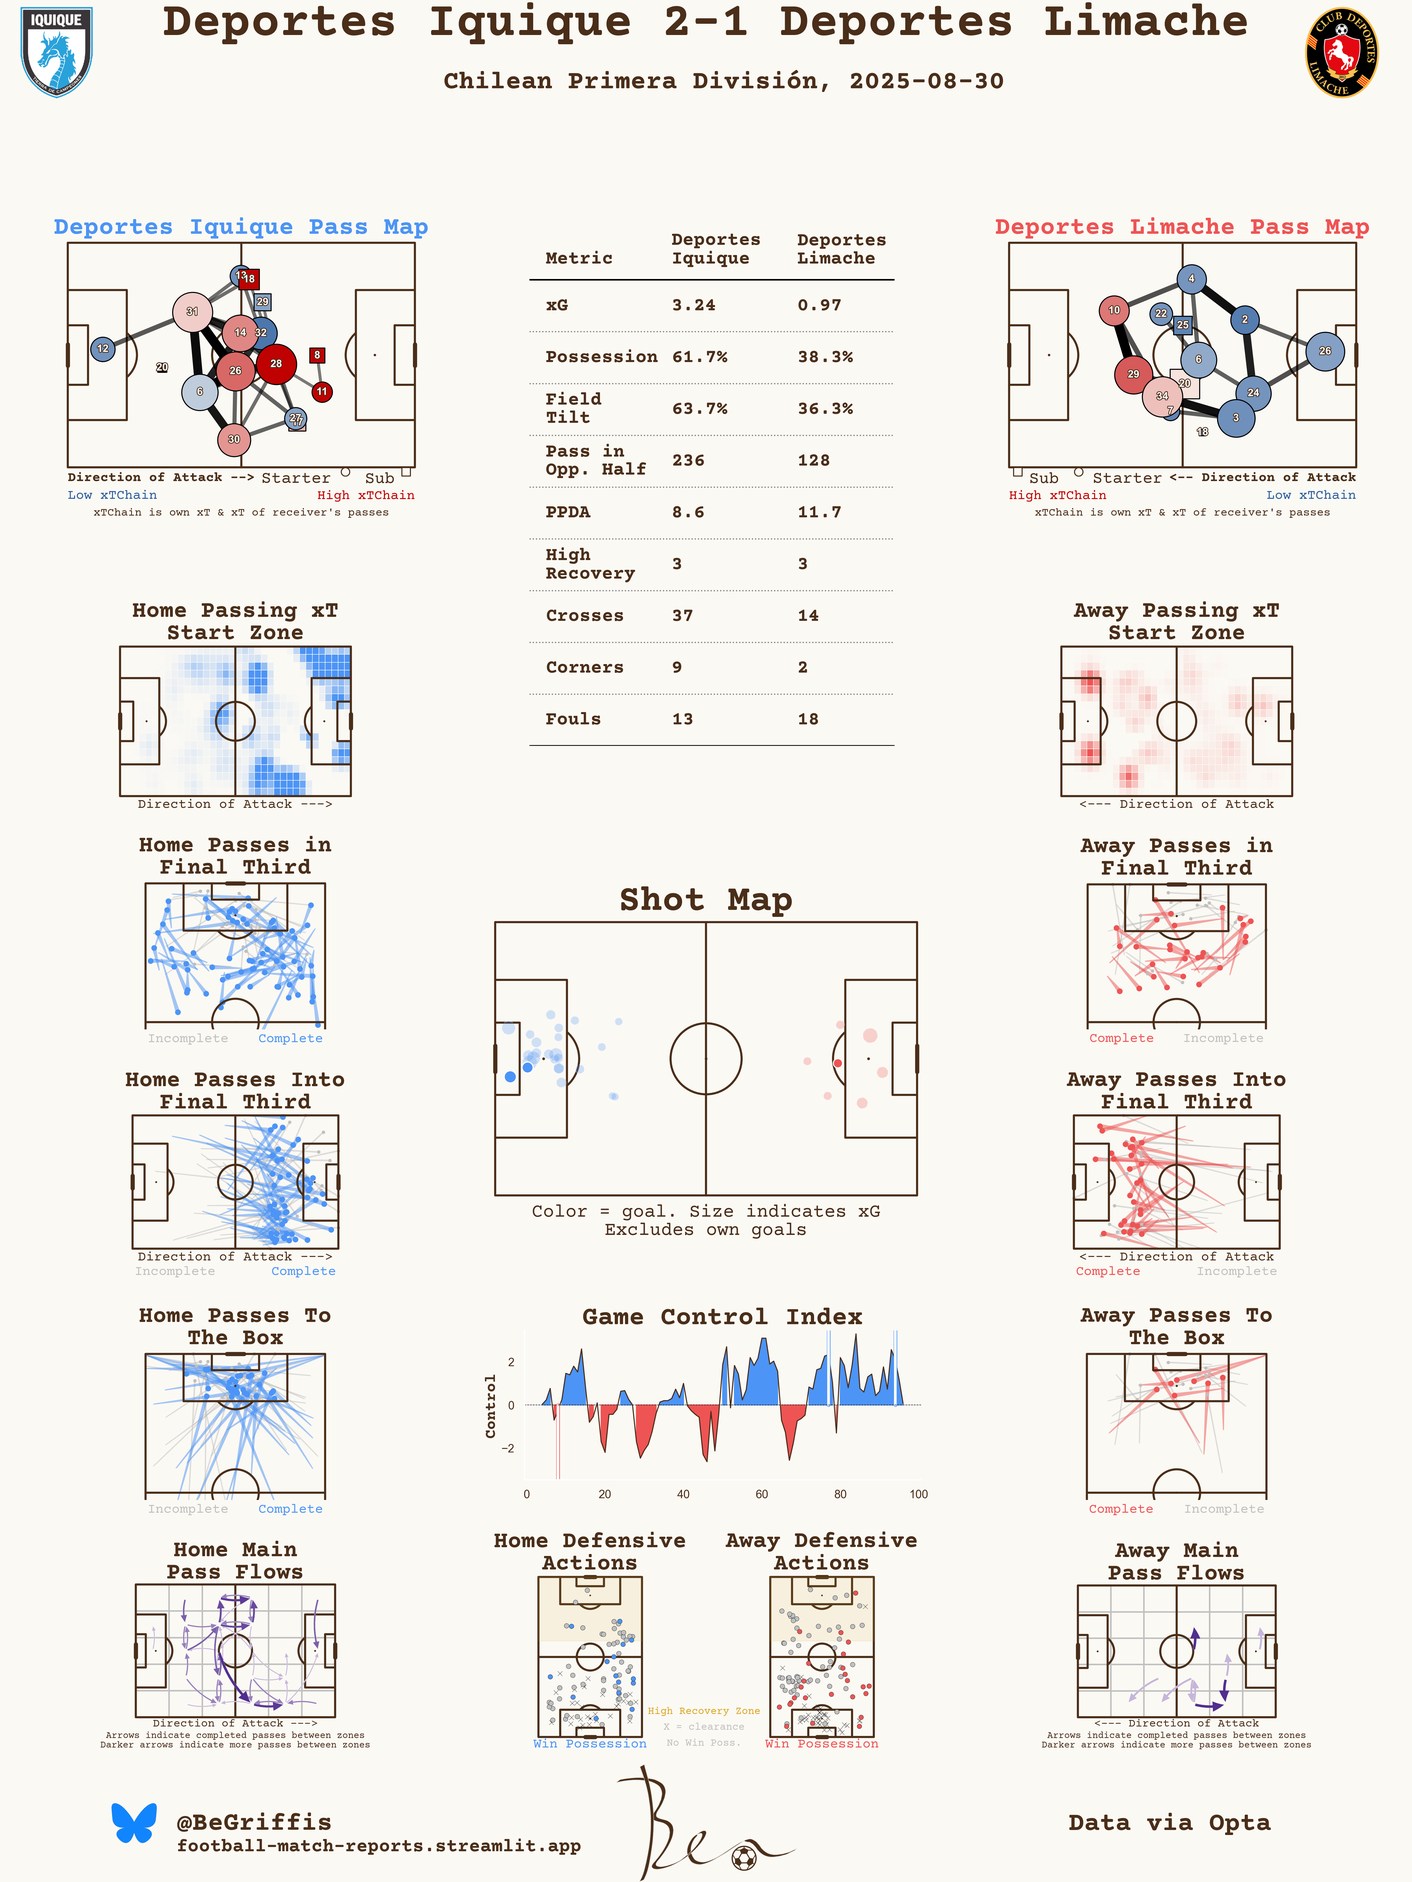 Deportes Iquique 2-1 Deportes Limache
Chilean Primera División, 2025-08-30
IQUIQUE
CLUB DEPORTES
LIMACHE
Deportes Iquique Pass Map
13
18
29
31
14
32
12
20
26
28
8
6
11
27
17
30
Direction of Attack --> Starter Sub
Low xTChain High xTChain
xTChain is own xT & xT of receiver's passes
Metric Deportes Iquique Deportes Limache
xG 3.24 0.97
Possession 61.7% 38.3%
Field Tilt 63.7% 36.3%
Pass in Opp. Half 236 128
PPDA 8.6 11.7
High Recovery 3 3
Crosses 37 14
Corners 9 2
Fouls 13 18
Deportes Limache Pass Map
4
10
22
25
2
6
26
29
20
34
24
7
3
18
Sub Starter <-- Direction of Attack
High xTChain Low xTChain
xTChain is own xT & xT of receiver's passes
Home Passing xT
Start Zone
Direction of Attack --->
Away Passing xT
Start Zone
<--- Direction of Attack
Home Passes in
Final Third
Incomplete Complete
Away Passes in
Final Third
Complete Incomplete
Shot Map
Color = goal. Size indicates xG
Excludes own goals
Home Passes Into
Final Third
Direction of Attack --->
Incomplete Complete
Away Passes Into
Final Third
<--- Direction of Attack
Complete Incomplete
Home Passes To
The Box
Incomplete Complete
Game Control Index
Control
2
0
−2
0 20 40 60 80 100
Away Passes To
The Box
Complete Incomplete
Home Main
Pass Flows
Direction of Attack --->
Arrows indicate completed passes between zones
Darker arrows indicate more passes between zones
Home Defensive
Actions
Win Possession
High Recovery Zone
X = clearance
No Win Poss.
Away Defensive
Actions
Win Possession
Away Main
Pass Flows
<--- Direction of Attack
Arrows indicate completed passes between zones
Darker arrows indicate more passes between zones
@BeGriffis
football-match-reports.streamlit.app
Ben
Data via Opta